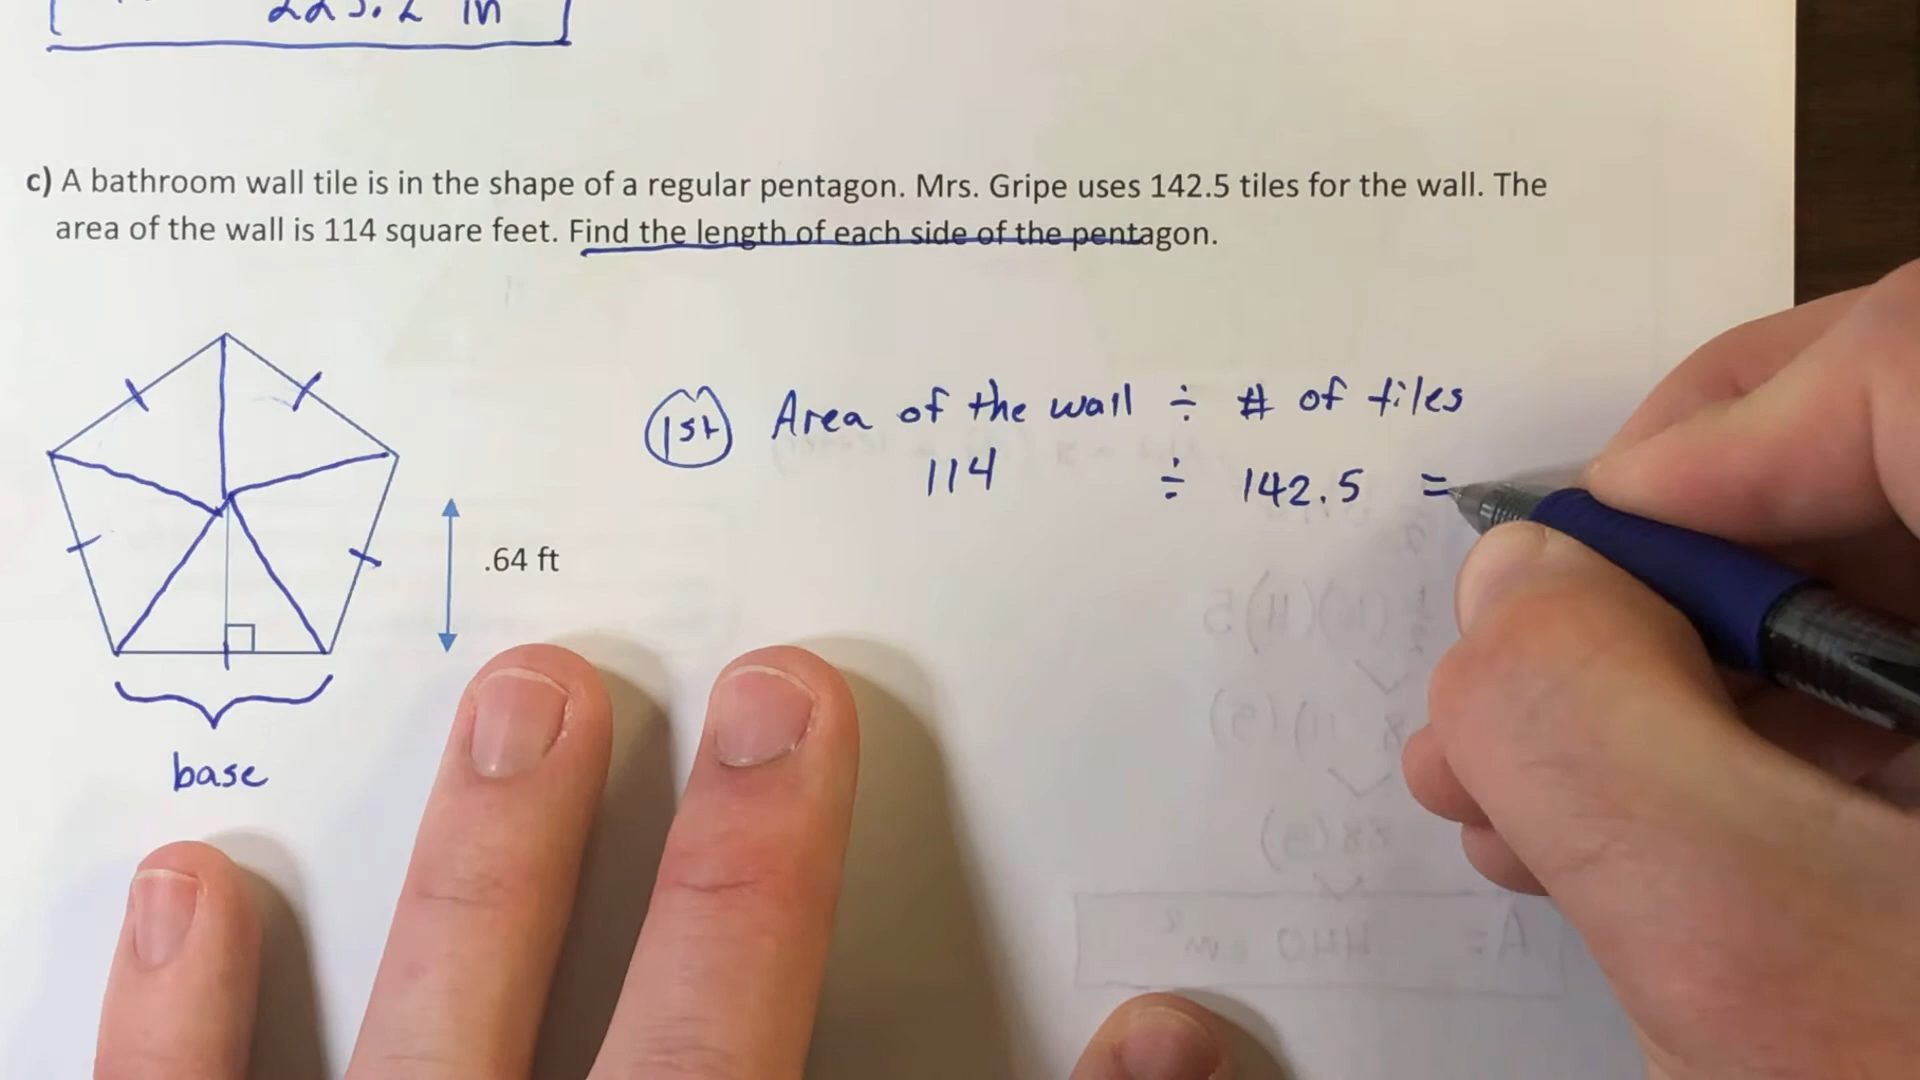 223.2 in
c) A bathroom wall tile is in the shape of a regular pentagon. Mrs. Gripe uses 142.5 tiles for the wall. The
area of the wall is 114 square feet. Find the length of each side of the pentagon.
1st Area of the wall ÷ # of tiles
114 ÷ 142.5 =
.64 ft
base